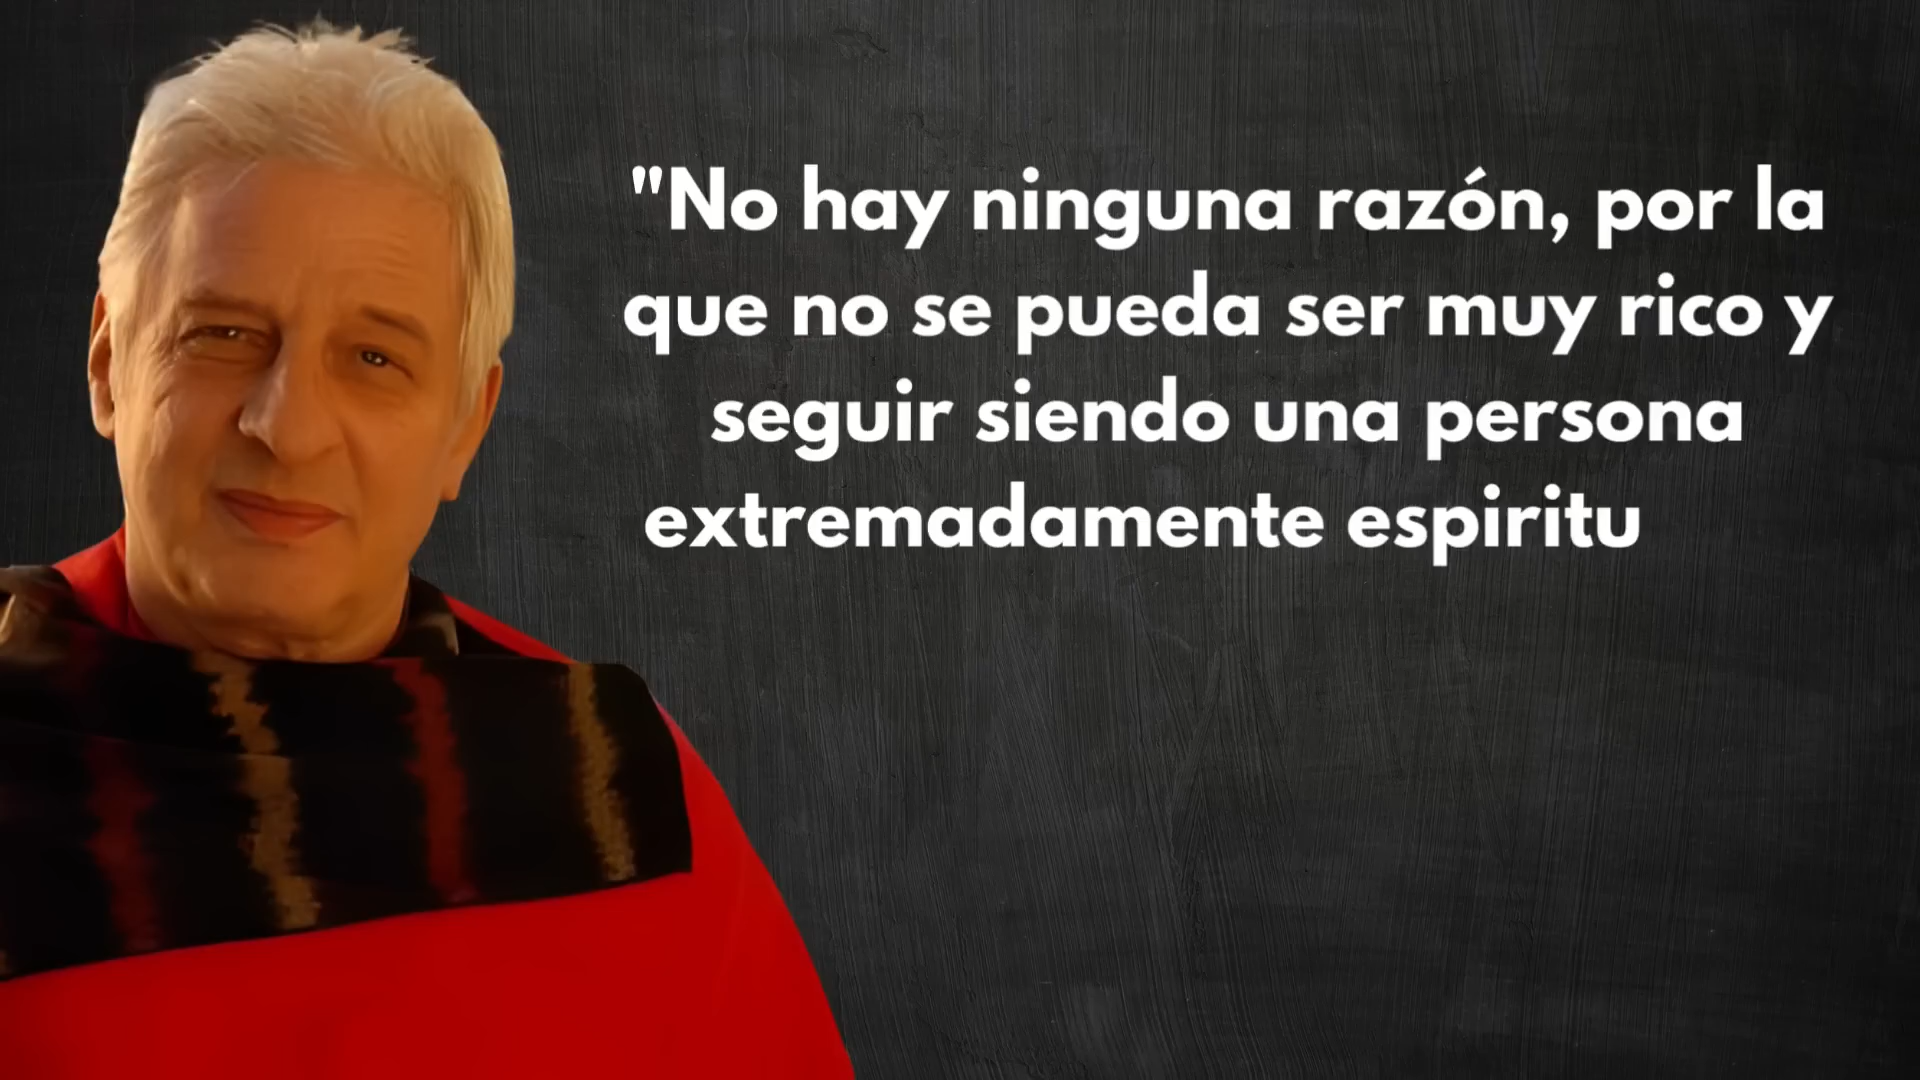 "No hay ninguna razón, por la
que no se pueda ser muy rico y
seguir siendo una persona
extremadamente espiritu